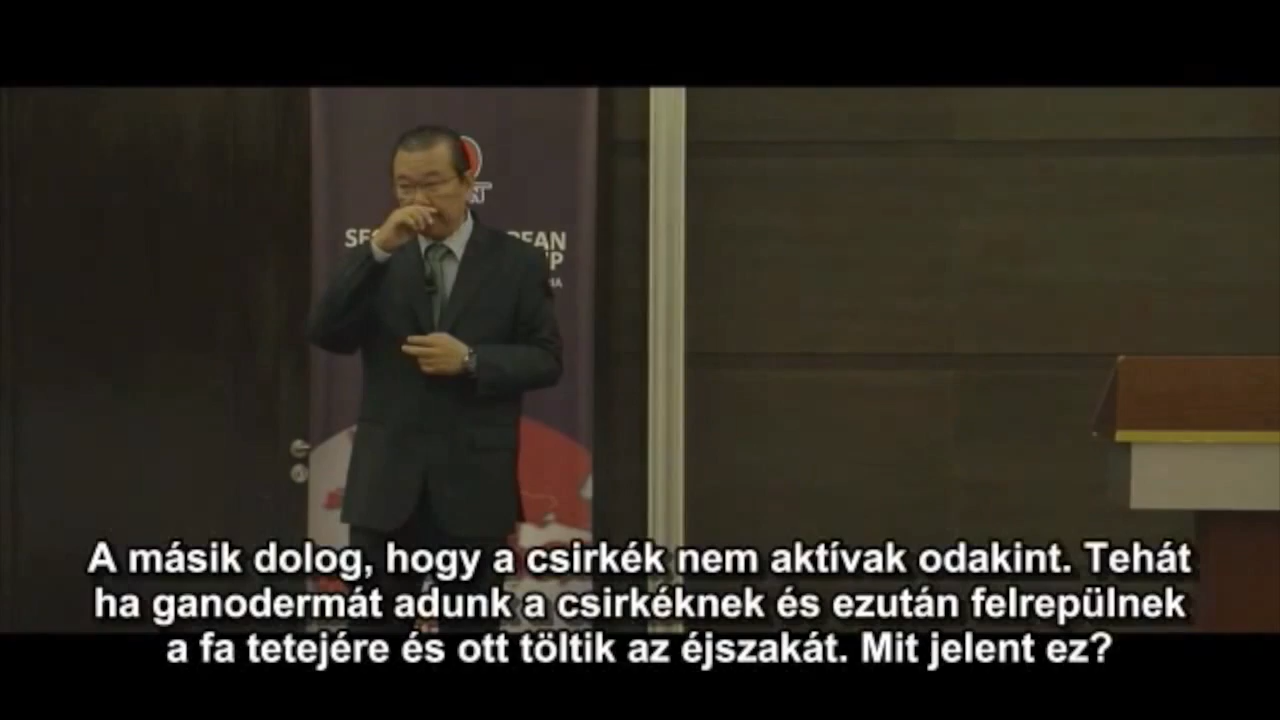 A másik dolog, hogy a csirkék nem aktívak odakint. Tehát
ha ganodermát adunk a csirkéknek és ezután felrepülnek
a fa tetejére és ott töltik az éjszakát. Mit jelent ez?